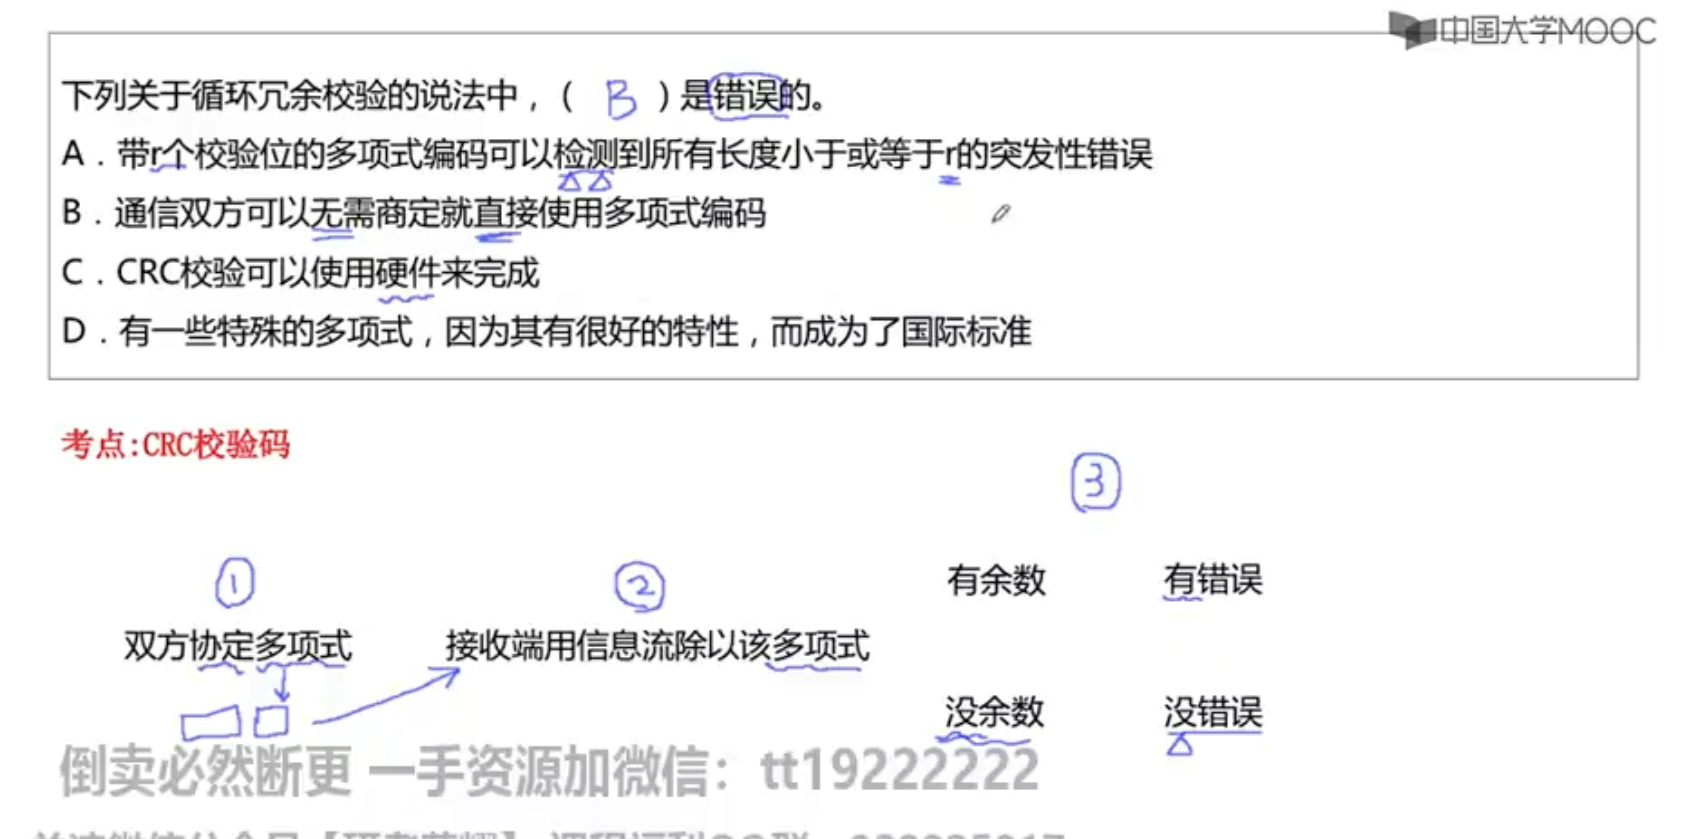 中国大学MOOC
下列关于循环冗余校验的说法中，（ B ）是错误的。
A．带r个校验位的多项式编码可以检测到所有长度小于或等于r的突发性错误
B．通信双方可以无需商定就直接使用多项式编码
C．CRC校验可以使用硬件来完成
D．有一些特殊的多项式，因为其有很好的特性，而成为了国际标准
考点:CRC校验码
③
① ②
有余数 有错误
双方协定多项式 接收端用信息流除以该多项式
没余数 没错误
倒卖必然断更 一手资源加微信：tt19222222